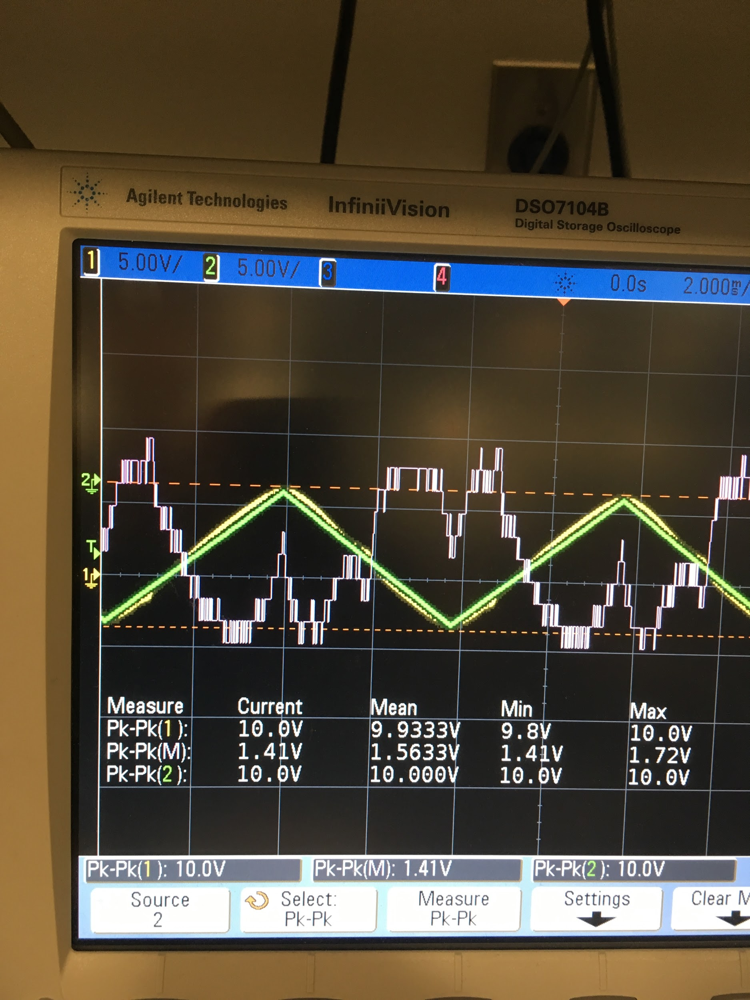 Agilent Technologies InfiniiVision DSO7104B
Digital Storage Oscilloscope
1 5.00V/ 2 5.00V/ 3 4 0.0s 2.000ms/
2
T
1
Measure Current Mean Min Max
Pk-Pk(1): 10.0V 9.9333V 9.8V 10.0V
Pk-Pk(M): 1.41V 1.5633V 1.41V 1.72V
Pk-Pk(2): 10.0V 10.000V 10.0V 10.0V
Pk-Pk(1): 10.0V Pk-Pk(M): 1.41V Pk-Pk(2): 10.0V
Source Select: Measure Settings Clear M
2 Pk-Pk Pk-Pk